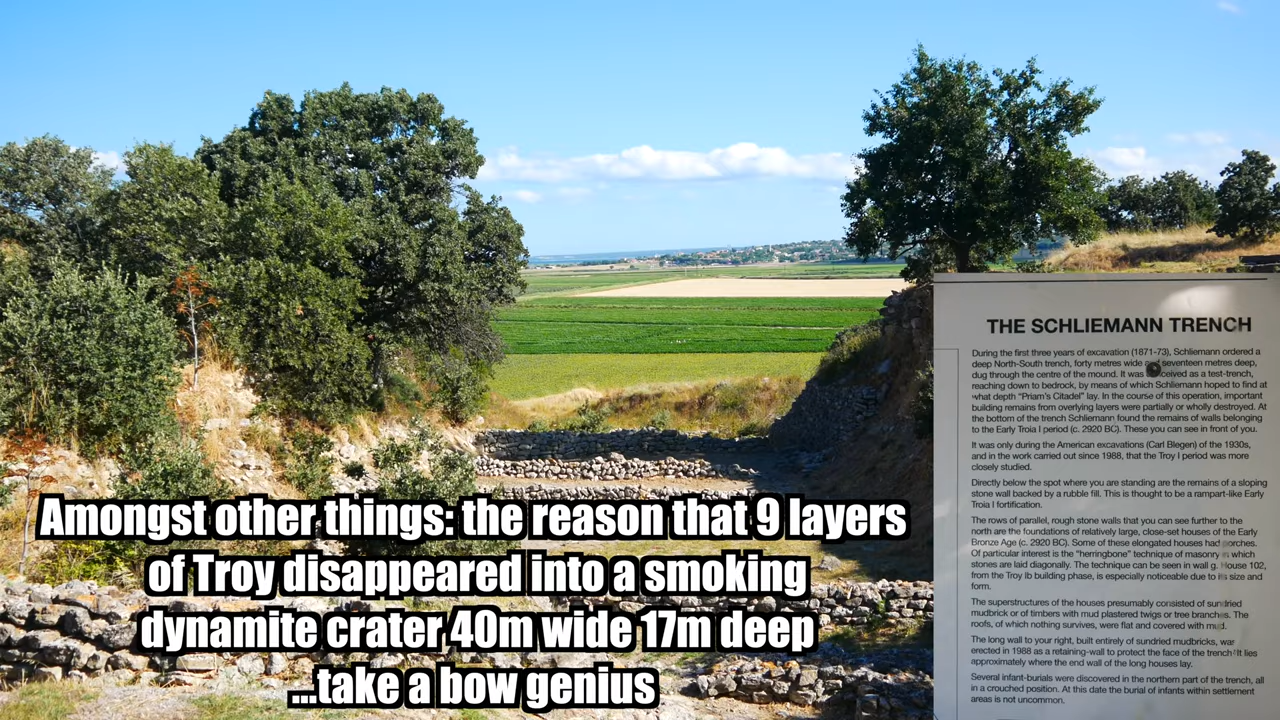 THE SCHLIEMANN TRENCH
During the first three years of excavation (1871-73), Schliemann ordered a
deep North-South trench, forty metres wide and seventeen metres deep,
dug through the centre of the mound. It was conceived as a test-trench,
reaching down to bedrock, by means of which Schliemann hoped to find at
what depth "Priam's Citadel" lay. In the course of this operation, important
building remains from overlying layers were partially or wholly destroyed. At
the bottom of the trench Schliemann found the remains of walls belonging
to the Early Troia I period (c. 2920 BC). These you can see in front of you.
It was only during the American excavations (Carl Blegen) of the 1930s,
and in the work carried out since 1988, that the Troy I period was more
closely studied.
Directly below the spot where you are standing are the remains of a sloping
stone wall backed by a rubble fill. This is thought to be a rampart-like Early
Troia I fortification.
The rows of parallel, rough stone walls that you can see further to the
north are the foundations of relatively large, close-set houses of the Early
Bronze Age (c. 2920 BC). Some of these elongated houses had porches.
Of particular interest is the "herringbone" technique of masonry in which
stones are laid diagonally. The technique can be seen in wall g. House 102,
from the Troy Ib building phase, is especially noticeable due to its size and
form.
The superstructures of the houses presumably consisted of sundried
mudbrick or of timbers with mud plastered twigs or tree branches. The
roofs, of which nothing survives, were flat and covered with mud.
The long wall to your right, built entirely of sundried mudbricks, was
erected in 1988 as a retaining-wall to protect the face of the trench. It lies
approximately where the end wall of the long houses lay.
Several infant-burials were discovered in the northern part of the trench, all
in a crouched position. At this date the burial of infants within settlement
areas is not uncommon.
Amongst other things: the reason that 9 layers
of Troy disappeared into a smoking
dynamite crater 40m wide 17m deep
...take a bow genius